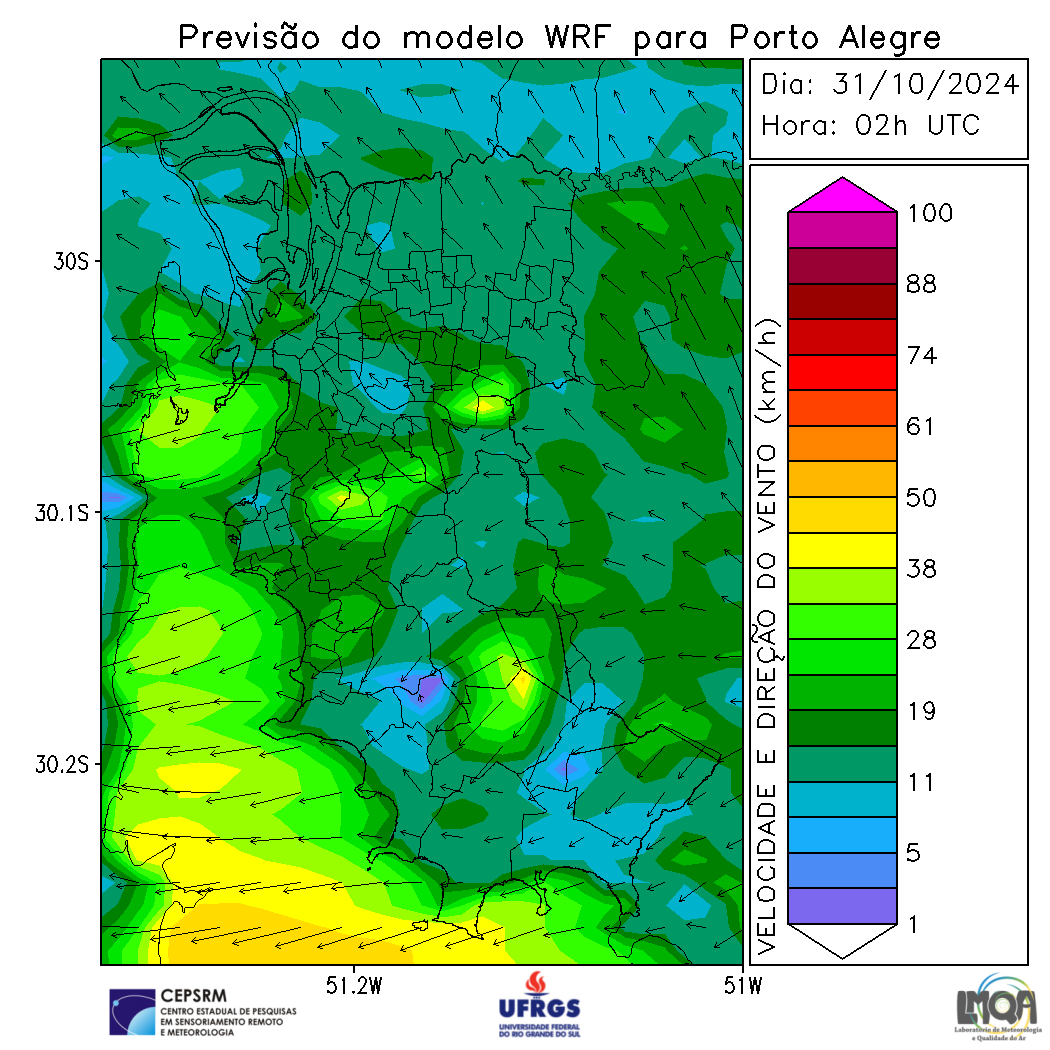 Previsão do modelo WRF para Porto Alegre
Dia: 31/10/2024
Hora: 02h UTC
30S
30.1S
30.2S
51.2W
51W
VELOCIDADE E DIREÇÃO DO VENTO (km/h)
100
88
74
61
50
38
28
19
11
5
1
CEPSRM
CENTRO ESTADUAL DE PESQUISAS
EM SENSORIAMENTO REMOTO
E METEOROLOGIA
UFRGS
UNIVERSIDADE FEDERAL
DO RIO GRANDE DO SUL
LMQA
Laboratório de Meteorologia
e Qualidade do Ar